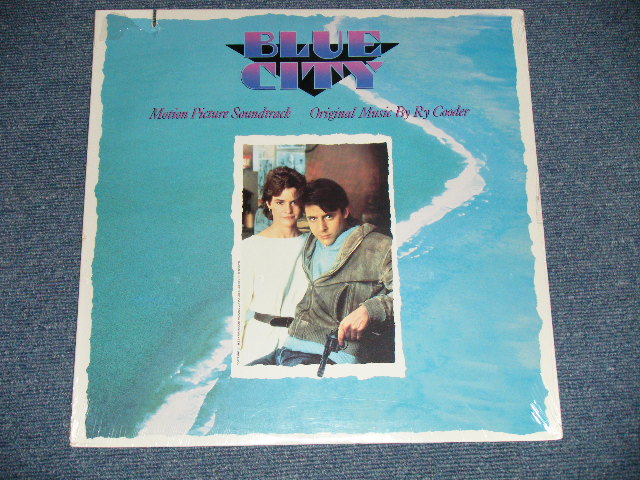 BLUE
CITY
Motion Picture Soundtrack Original Music By Ry Cooder